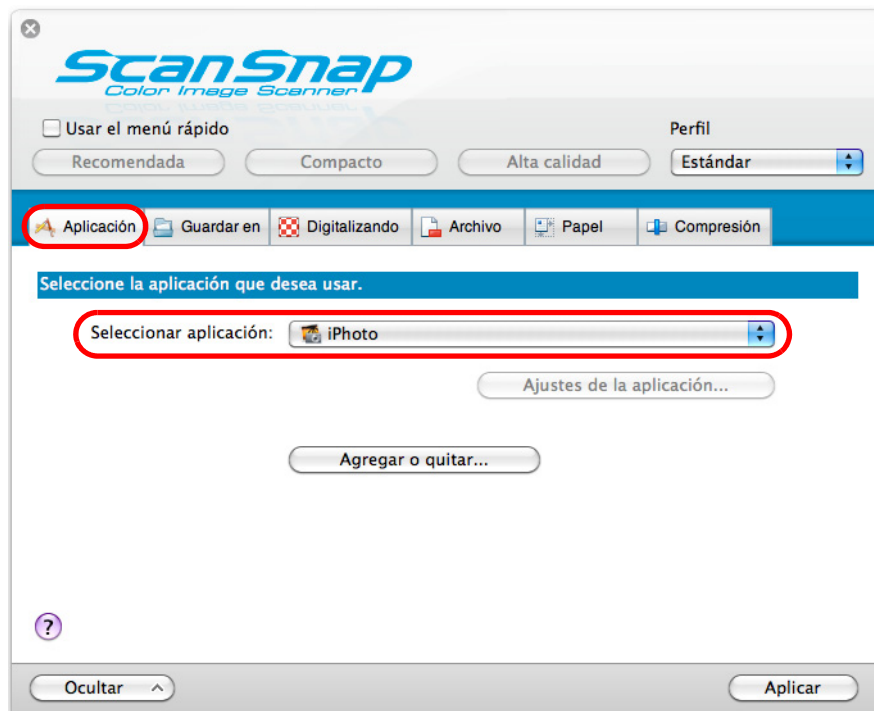 ScanSnap
Color Image Scanner
Usar el menú rápido
Perfil
Recomendada Compacto Alta calidad Estándar
Aplicación Guardar en Digitalizando Archivo Papel Compresión
Seleccione la aplicación que desea usar.
Seleccionar aplicación: iPhoto
Ajustes de la aplicación...
Agregar o quitar...
?
Ocultar Aplicar